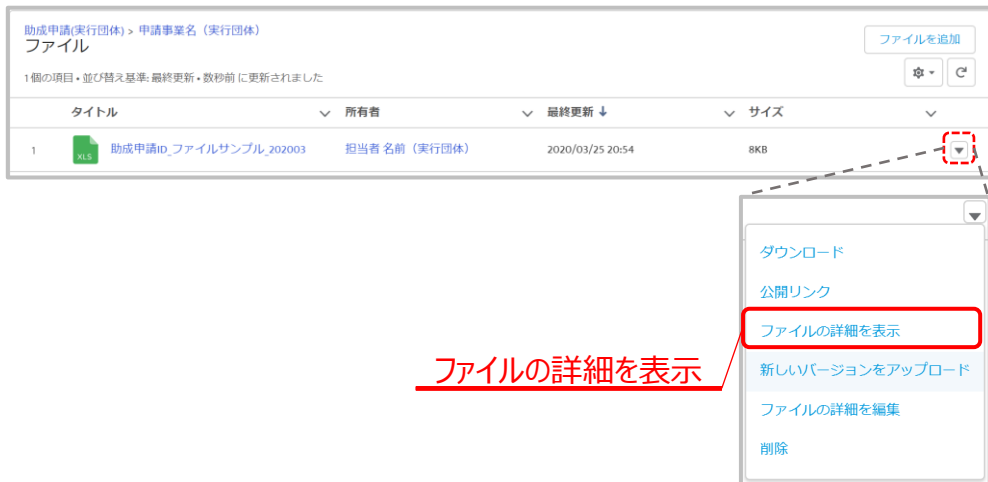 助成申請(実行団体) > 申請事業名（実行団体）
ファイル
ファイルを追加
1個の項目 • 並び替え基準: 最終更新 • 数秒前 に更新されました
タイトル 所有者 最終更新 ↓ サイズ
1 XLS 助成申請ID_ファイルサンプル_202003 担当者 名前（実行団体） 2020/03/25 20:54 8KB
ダウンロード
公開リンク
ファイルの詳細を表示
ファイルの詳細を表示
新しいバージョンをアップロード
ファイルの詳細を編集
削除